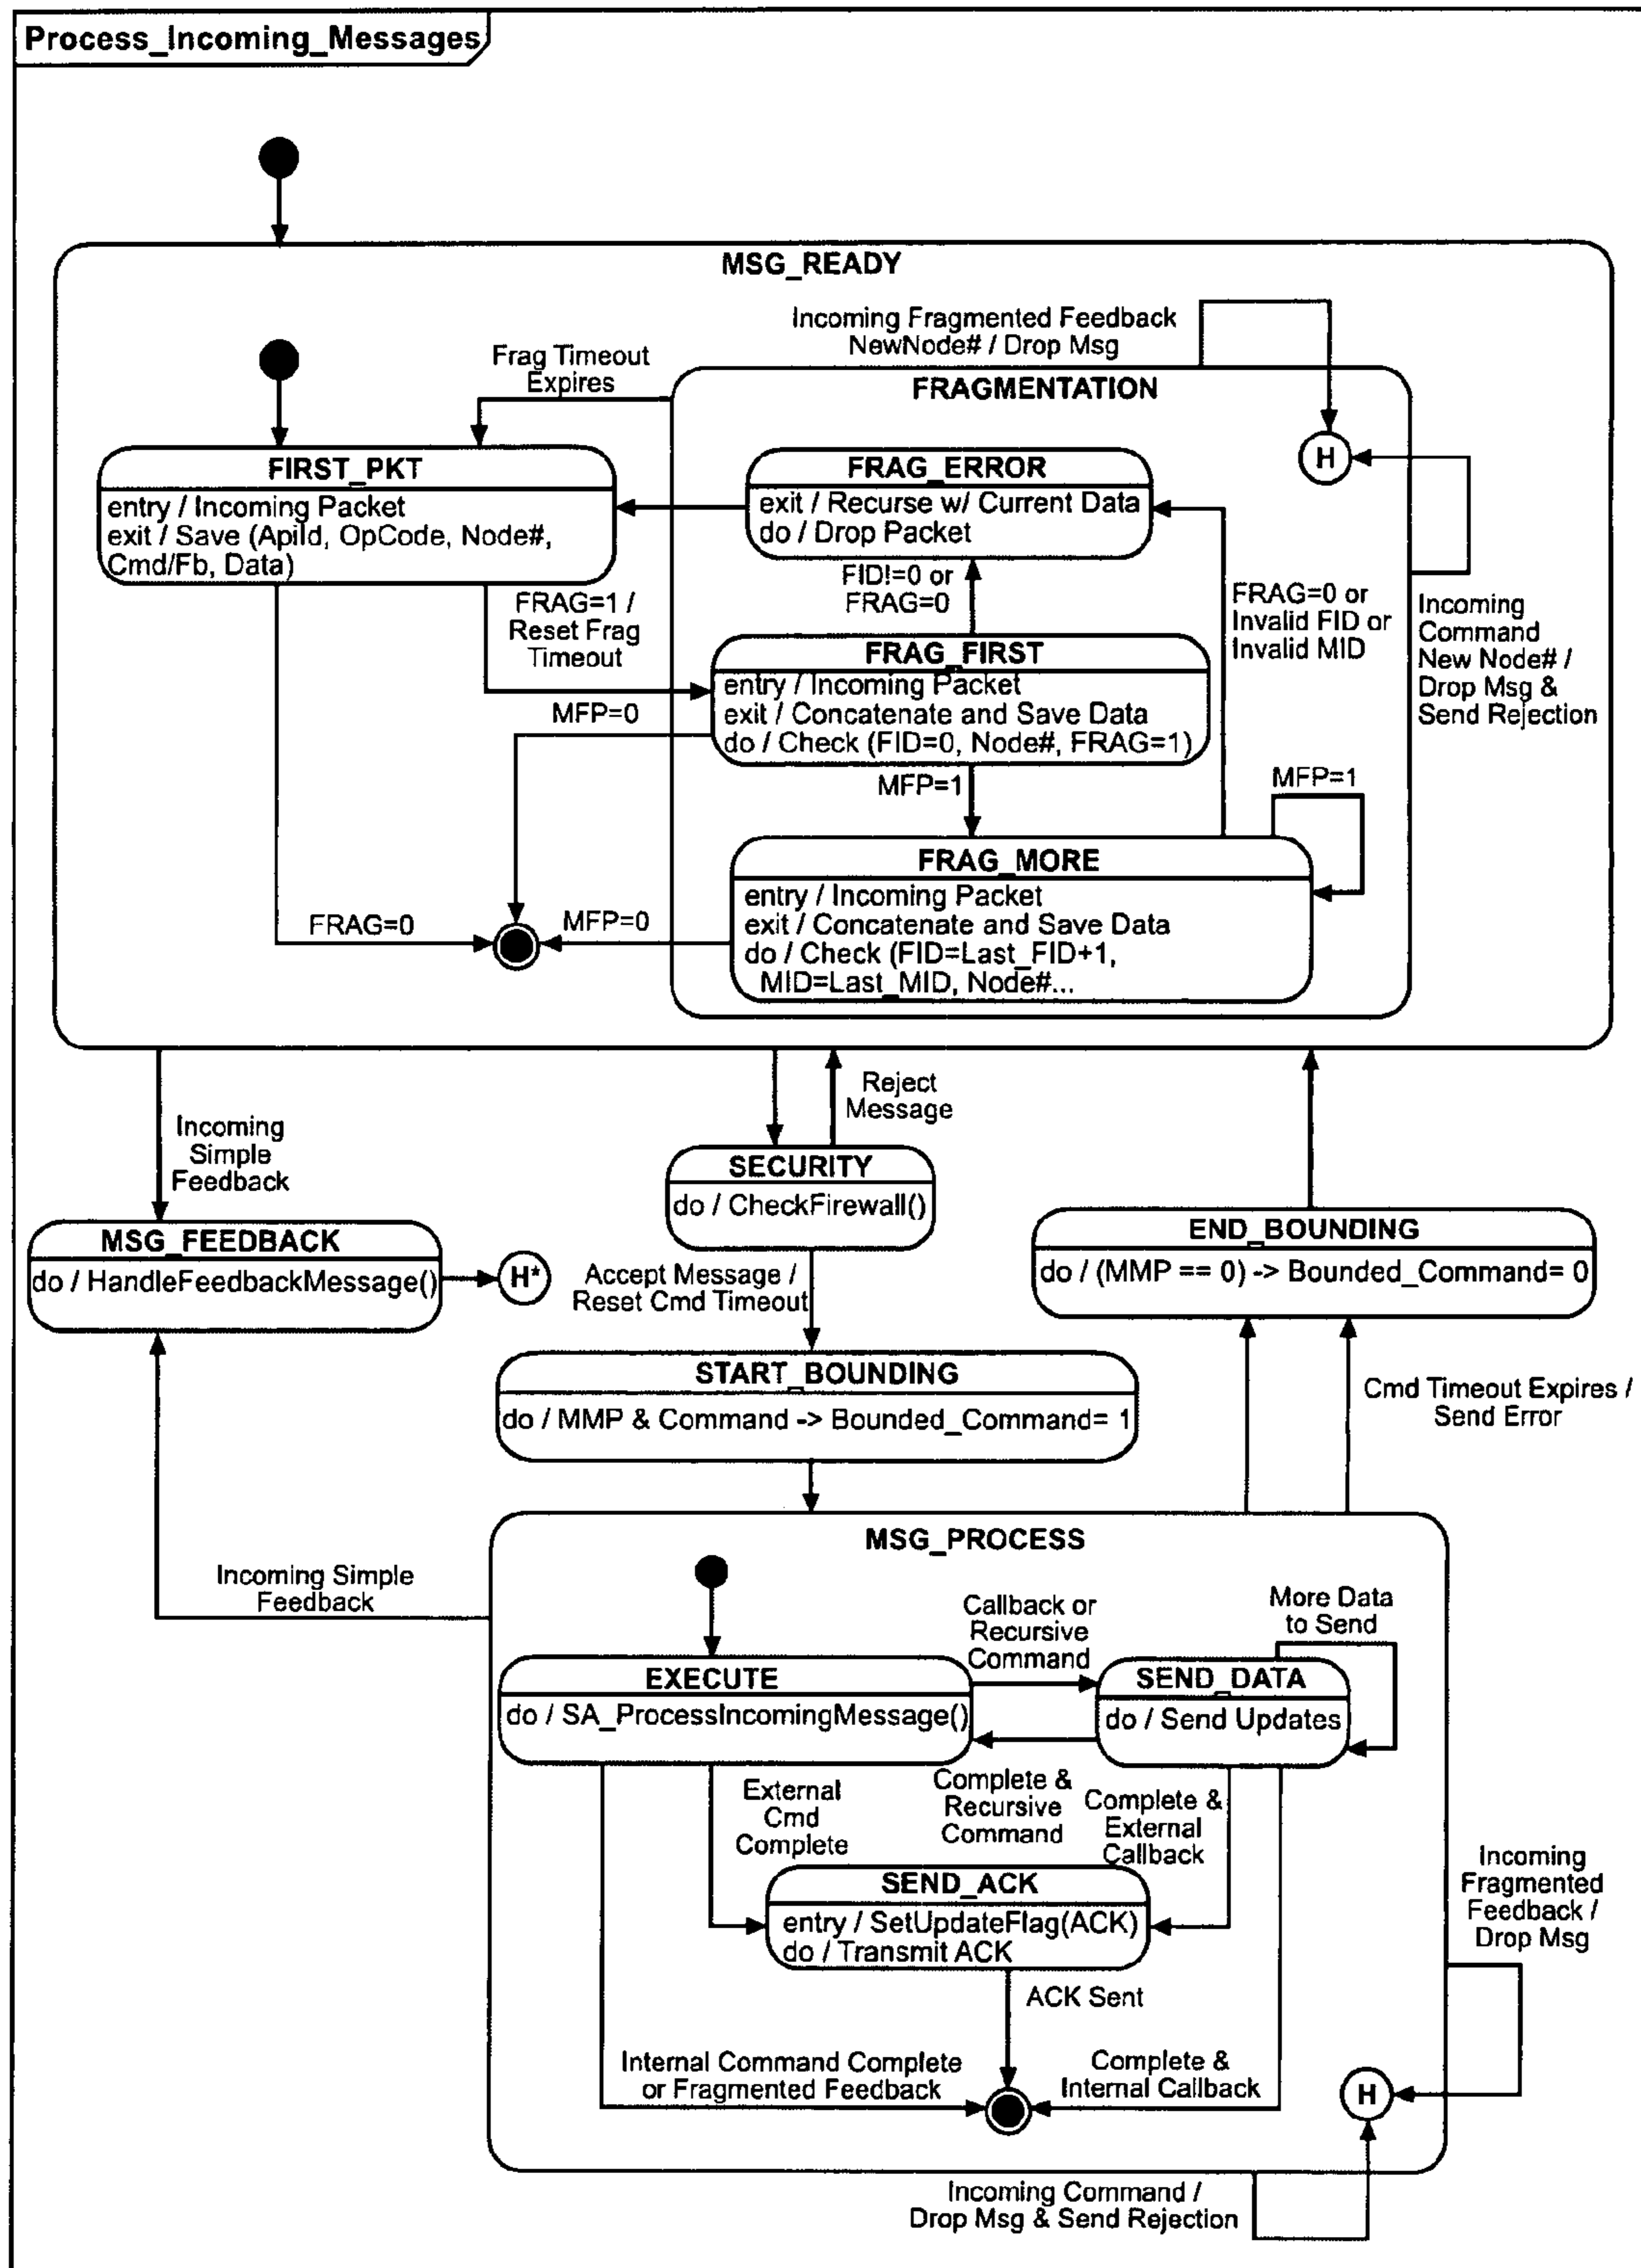 Process_Incoming_Messages
MSG_READY
Incoming Fragmented Feedback
NewNode# / Drop Msg
Frag Timeout
Expires
FRAGMENTATION
FIRST_PKT
entry / Incoming Packet
exit / Save (ApiId, OpCode, Node#,
Cmd/Fb, Data)
FRAG_ERROR
exit / Recurse w/ Current Data
do / Drop Packet
H
FID!=0 or
FRAG=0
FRAG=1 /
Reset Frag
Timeout
FRAG=0 or
Invalid FID or
Invalid MID
Incoming
Command
New Node# /
Drop Msg &
Send Rejection
FRAG_FIRST
entry / Incoming Packet
exit / Concatenate and Save Data
do / Check (FID=0, Node#, FRAG=1)
MFP=0
MFP=1
MFP=1
FRAG_MORE
entry / Incoming Packet
exit / Concatenate and Save Data
do / Check (FID=Last_FID+1,
MID=Last_MID, Node#...
FRAG=0
MFP=0
Incoming
Simple
Feedback
Reject
Message
SECURITY
do / CheckFirewall()
MSG_FEEDBACK
do / HandleFeedbackMessage()
H*
Accept Message /
Reset Cmd Timeout
END_BOUNDING
do / (MMP == 0) -> Bounded_Command= 0
START_BOUNDING
do / MMP & Command -> Bounded_Command= 1
Cmd Timeout Expires /
Send Error
MSG_PROCESS
Incoming Simple
Feedback
Callback or
Recursive
Command
More Data
to Send
EXECUTE
do / SA_ProcessIncomingMessage()
SEND_DATA
do / Send Updates
External
Cmd
Complete
Complete &
Recursive
Command
Complete &
External
Callback
SEND_ACK
entry / SetUpdateFlag(ACK)
do / Transmit ACK
Incoming
Fragmented
Feedback /
Drop Msg
ACK Sent
Internal Command Complete
or Fragmented Feedback
Complete &
Internal Callback
H
Incoming Command /
Drop Msg & Send Rejection